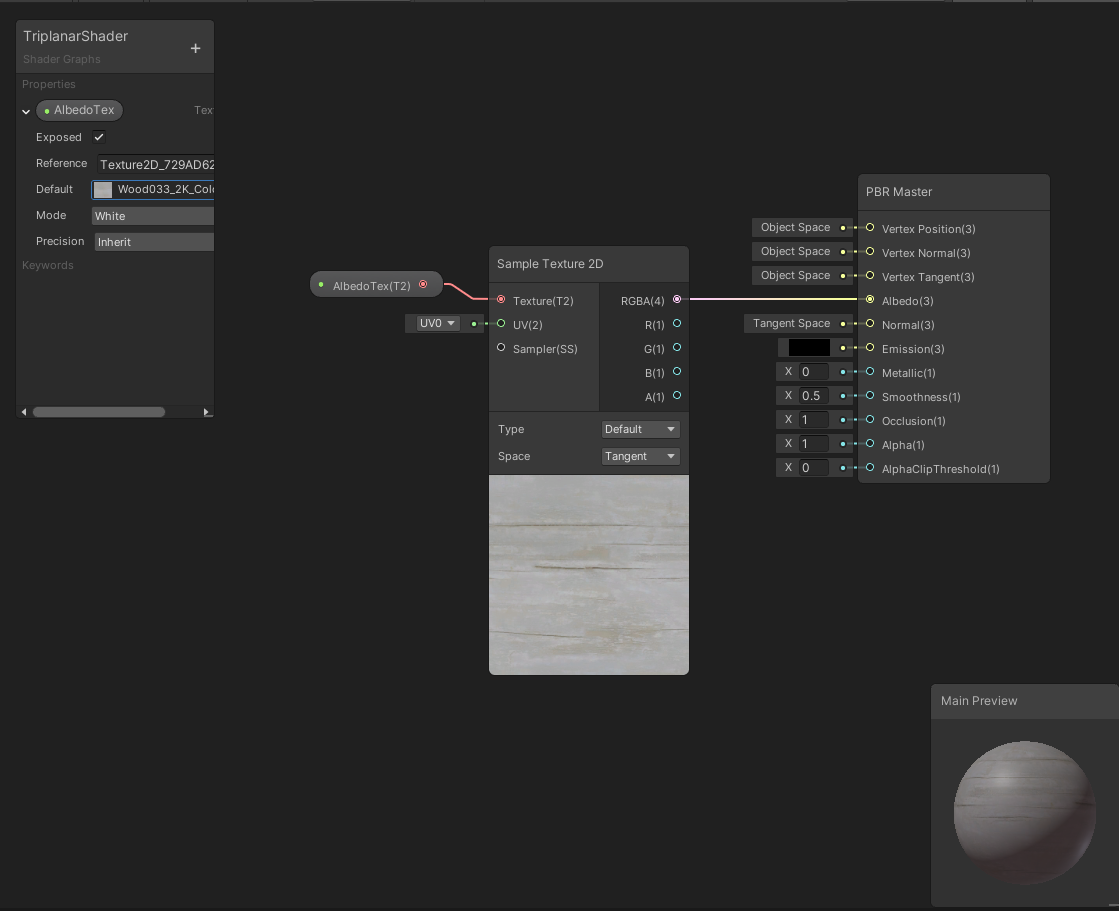 TriplanarShader
+
Shader Graphs
Properties
AlbedoTex
Tex
Exposed
Reference
Texture2D_729AD62
Default
Wood033_2K_Colo
Mode
White
Precision
Inherit
Keywords
AlbedoTex(T2)
UV0
Sample Texture 2D
Texture(T2)
RGBA(4)
UV(2)
R(1)
Sampler(SS)
G(1)
B(1)
A(1)
Type
Default
Space
Tangent
PBR Master
Object Space
Vertex Position(3)
Object Space
Vertex Normal(3)
Object Space
Vertex Tangent(3)
Albedo(3)
Tangent Space
Normal(3)
Emission(3)
X 0
Metallic(1)
X 0.5
Smoothness(1)
X 1
Occlusion(1)
X 1
Alpha(1)
X 0
AlphaClipThreshold(1)
Main Preview